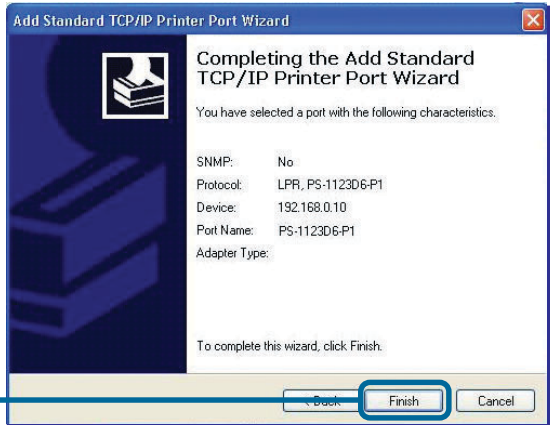 Add Standard TCP/IP Printer Port Wizard
Completing the Add Standard
TCP/IP Printer Port Wizard
You have selected a port with the following characteristics.
SNMP: No
Protocol: LPR, PS-1123D6-P1
Device: 192.168.0.10
Port Name: PS-1123D6-P1
Adapter Type:
To complete this wizard, click Finish.
< Back Finish Cancel